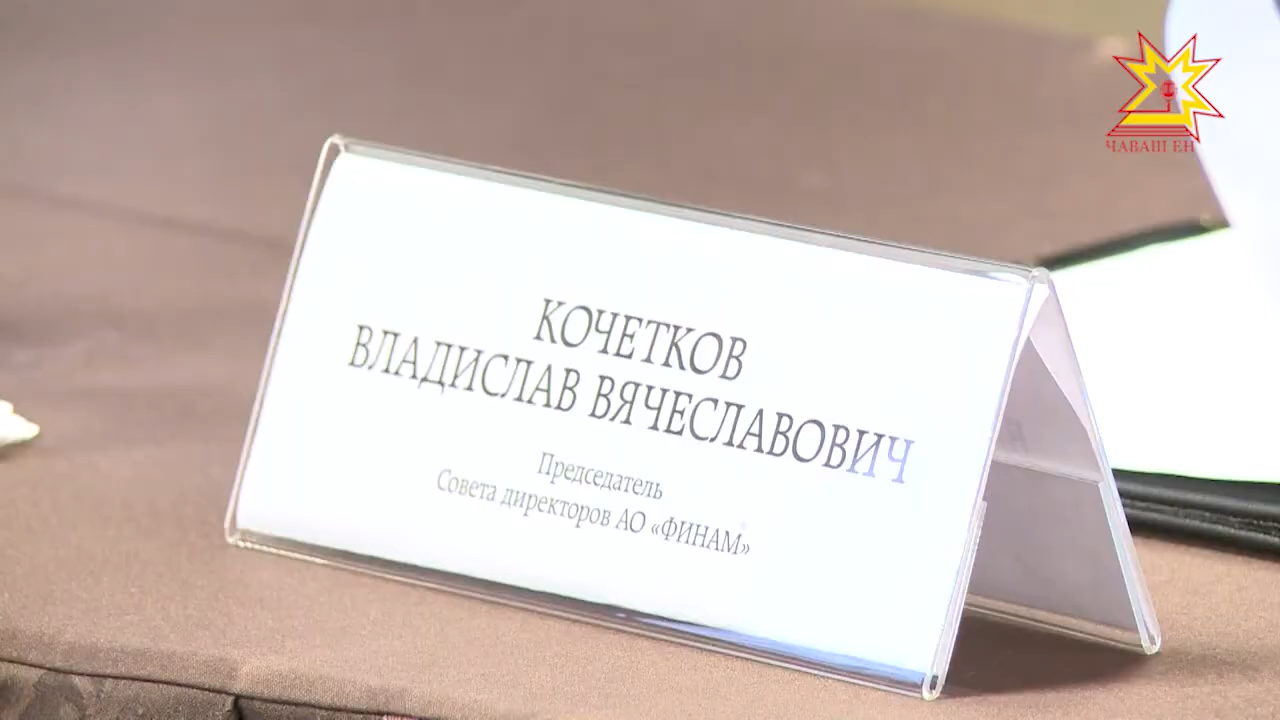 ЧАВАШ ЕН
КОЧЕТКОВ
ВЛАДИСЛАВ ВЯЧЕСЛАВОВИЧ
Председатель
Совета директоров АО «ФИНАМ»